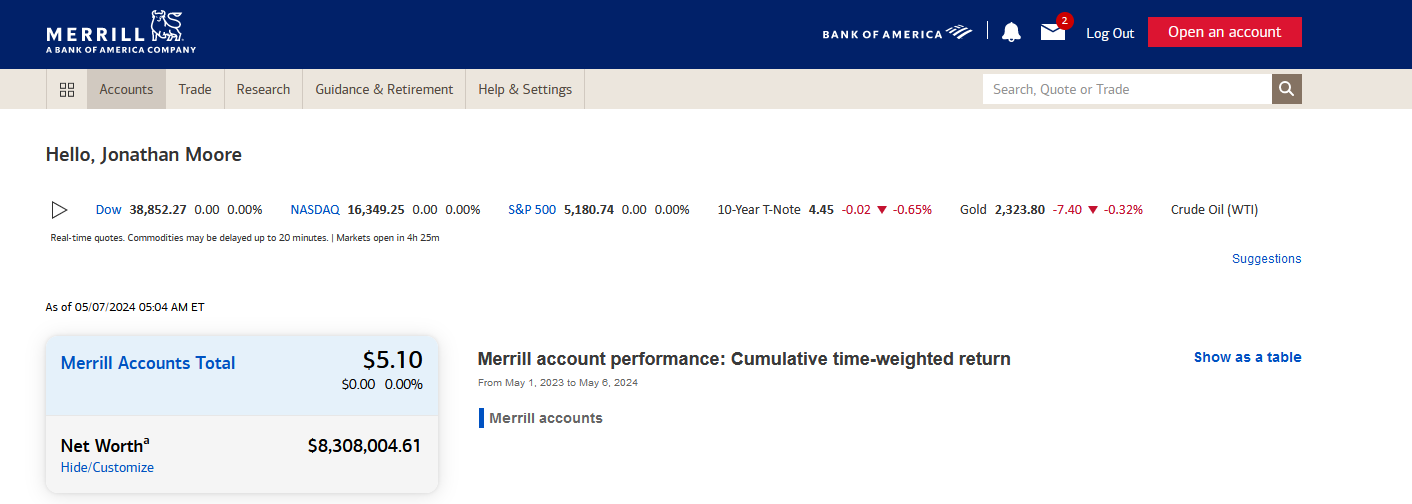 MERRILL
A BANK OF AMERICA COMPANY
BANK OF AMERICA 2 Log Out Open an account
Accounts Trade Research Guidance & Retirement Help & Settings Search, Quote or Trade
Hello, Jonathan Moore
Dow 38,852.27 0.00 0.00% NASDAQ 16,349.25 0.00 0.00% S&P 500 5,180.74 0.00 0.00% 10-Year T-Note 4.45 -0.02 ▼ -0.65% Gold 2,323.80 -7.40 ▼ -0.32% Crude Oil (WTI)
Real-time quotes. Commodities may be delayed up to 20 minutes. | Markets open in 4h 25m
Suggestions
As of 05/07/2024 05:04 AM ET
Merrill Accounts Total $5.10
$0.00 0.00%
Net Worthª $8,308,004.61
Hide/Customize
Merrill account performance: Cumulative time-weighted return Show as a table
From May 1, 2023 to May 6, 2024
Merrill accounts